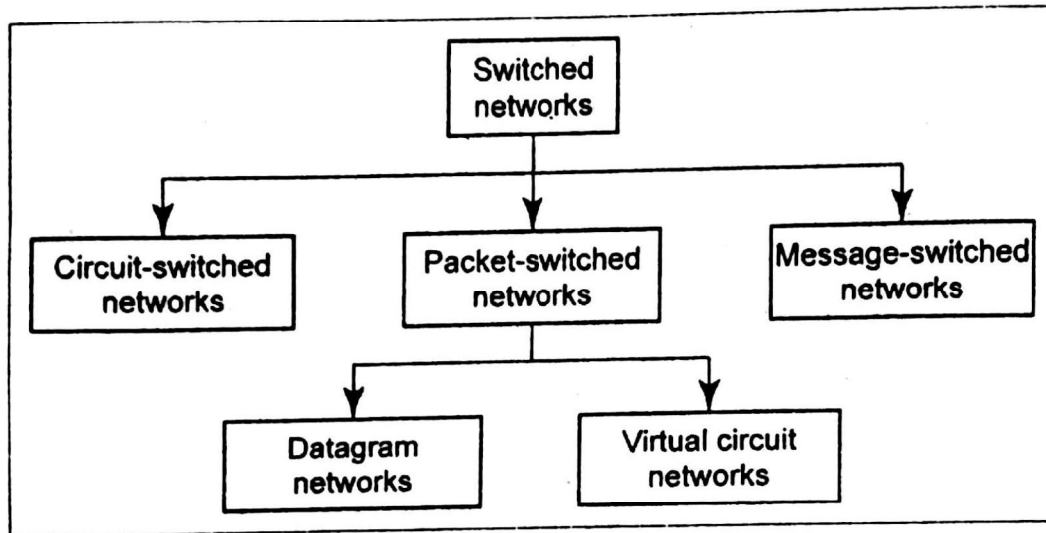 Switched
networks
Circuit-switched
networks
Packet-switched
networks
Message-switched
networks
Datagram
networks
Virtual circuit
networks